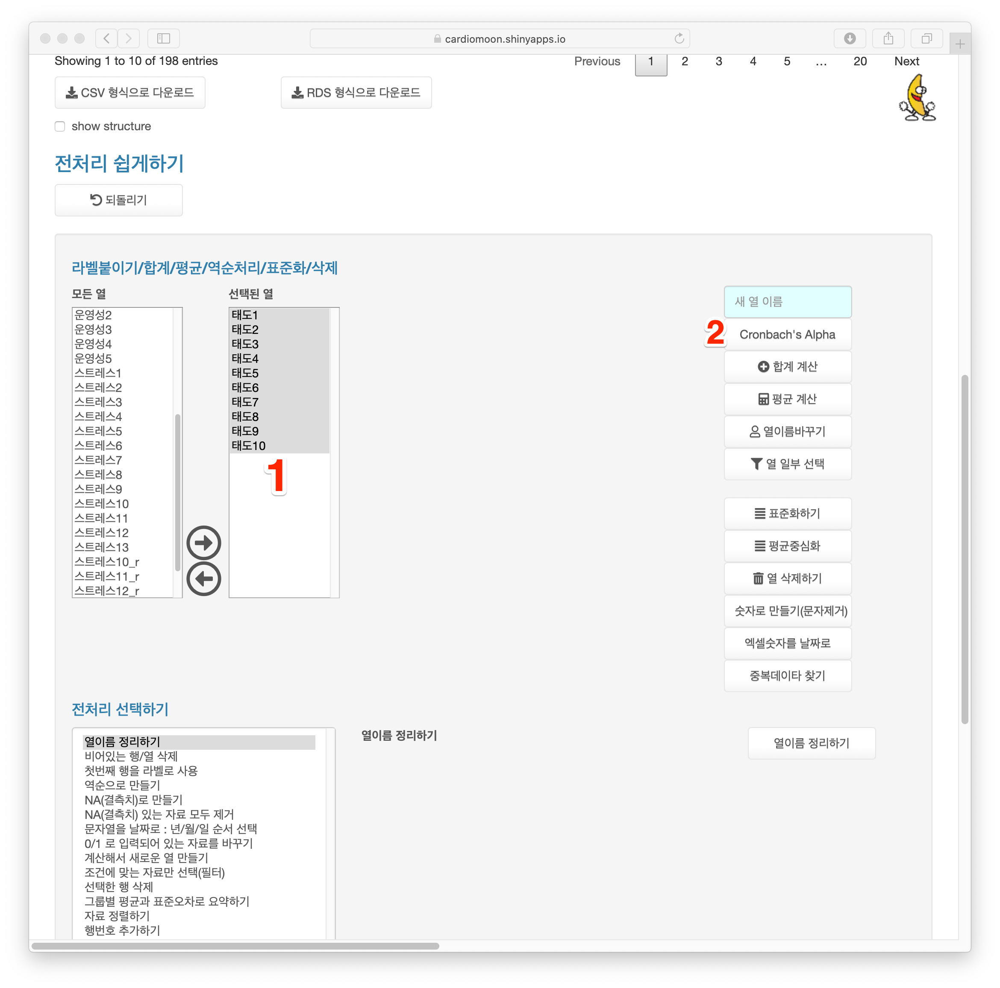 cardiomoon.shinyapps.io
Showing 1 to 10 of 198 entries
Previous 1 2 3 4 5 … 20 Next
CSV 형식으로 다운로드
RDS 형식으로 다운로드
show structure
전처리 쉽게하기
되돌리기
라벨붙이기/합계/평균/역순처리/표준화/삭제
모든 열
운영성2
운영성3
운영성4
운영성5
스트레스1
스트레스2
스트레스3
스트레스4
스트레스5
스트레스6
스트레스7
스트레스8
스트레스9
스트레스10
스트레스11
스트레스12
스트레스13
스트레스10_r
스트레스11_r
스트레스12_r
선택된 열
태도1
태도2
태도3
태도4
태도5
태도6
태도7
태도8
태도9
태도10
1
새 열 이름
2
Cronbach's Alpha
합계 계산
평균 계산
열이름바꾸기
열 일부 선택
표준화하기
평균중심화
열 삭제하기
숫자로 만들기(문자제거)
엑셀숫자를 날짜로
중복데이타 찾기
전처리 선택하기
열이름 정리하기
비어있는 행/열 삭제
첫번째 행을 라벨로 사용
역순으로 만들기
NA(결측치)로 만들기
NA(결측치) 있는 자료 모두 제거
문자열을 날짜로 : 년/월/일 순서 선택
0/1 로 입력되어 있는 자료를 바꾸기
계산해서 새로운 열 만들기
조건에 맞는 자료만 선택(필터)
선택한 행 삭제
그룹별 평균과 표준오차로 요약하기
자료 정렬하기
행번호 추가하기
열이름 정리하기
열이름 정리하기